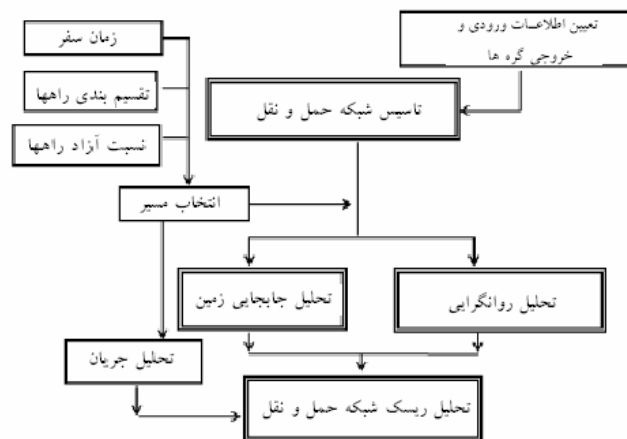 تعیین اطلاعات ورودی و
خروجی گره ها
زمان سفر
تقسیم بندی راهها
تاسیس شبکه حمل و نقل
نسبت آزاد راهها
انتخاب مسیر
تحلیل روانگرایی
تحلیل جابجایی زمین
تحلیل جریان
تحلیل ریسک شبکه حمل و نقل